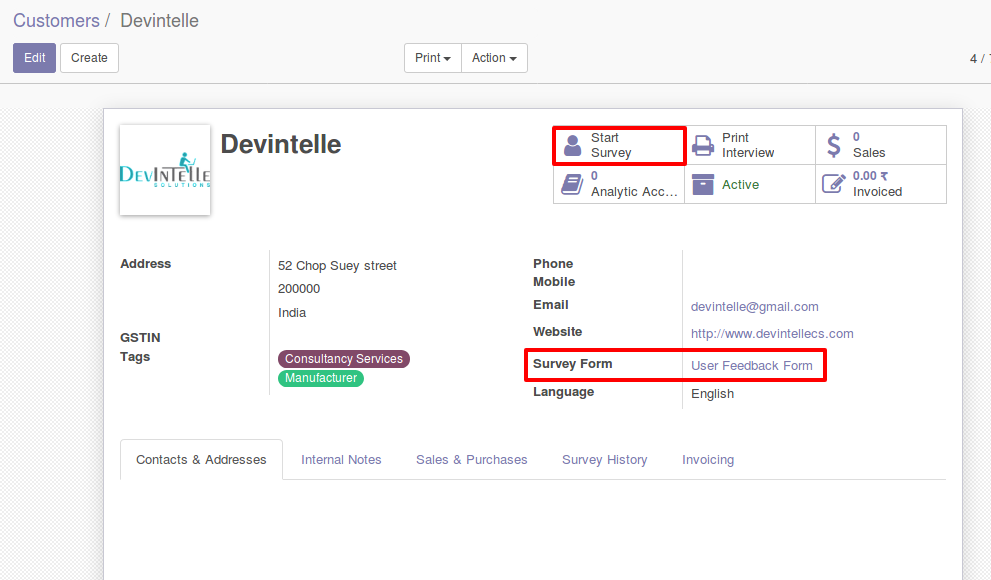 Customers / Devintelle
Edit Create Print Action 4 /
DEVINTELLE
SOLUTIONS
Devintelle
Start
Survey
Print
Interview
0
Sales
0
Analytic Acc...
Active
0.00 ₹
Invoiced
Address
52 Chop Suey street
200000
India
GSTIN
Tags
Consultancy Services
Manufacturer
Phone
Mobile
Email devintelle@gmail.com
Website http://www.devintellecs.com
Survey Form User Feedback Form
Language English
Contacts & Addresses Internal Notes Sales & Purchases Survey History Invoicing